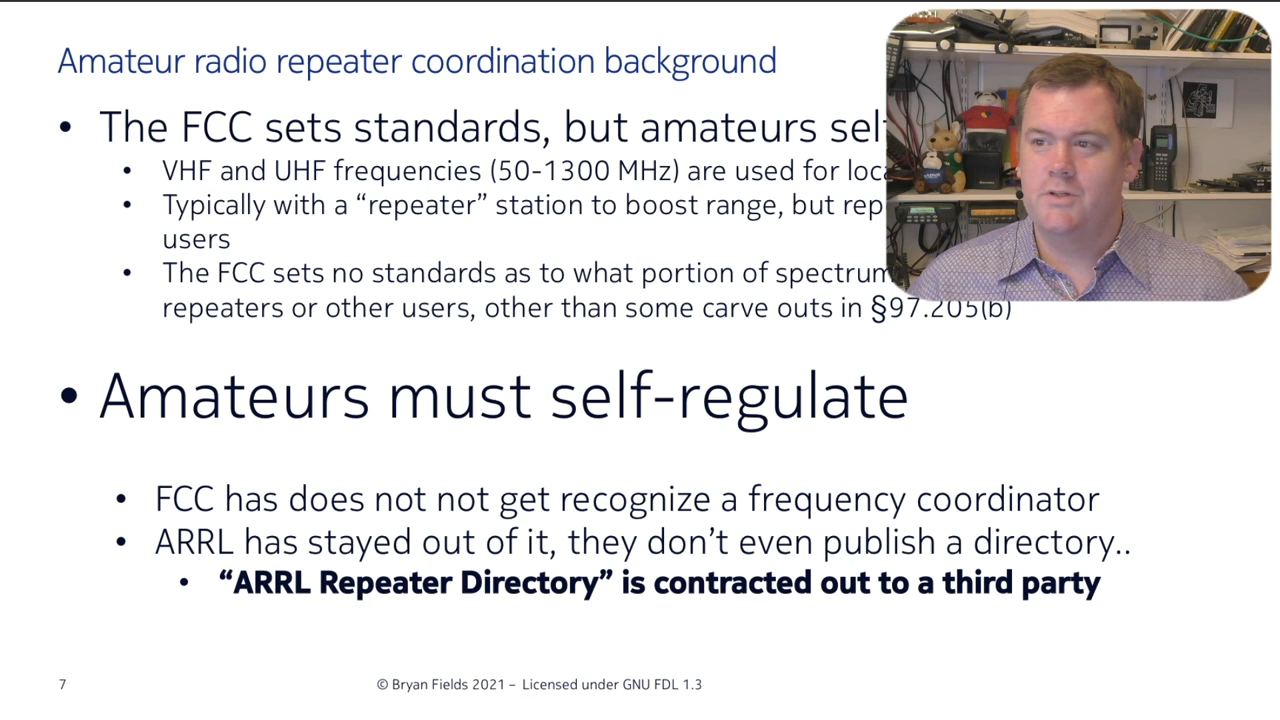 Amateur radio repeater coordination background
• The FCC sets standards, but amateurs
• VHF and UHF frequencies (50-1300 MHz) are used for
• Typically with a “repeater” station to boost range, but
users
• The FCC sets no standards as to what portion of spectrum
repeaters or other users, other than some carve outs in §97.205(b)
• Amateurs must self-regulate
• FCC has does not not get recognize a frequency coordinator
• ARRL has stayed out of it, they don’t even publish a directory..
• “ARRL Repeater Directory” is contracted out to a third party
7
© Bryan Fields 2021 – Licensed under GNU FDL 1.3